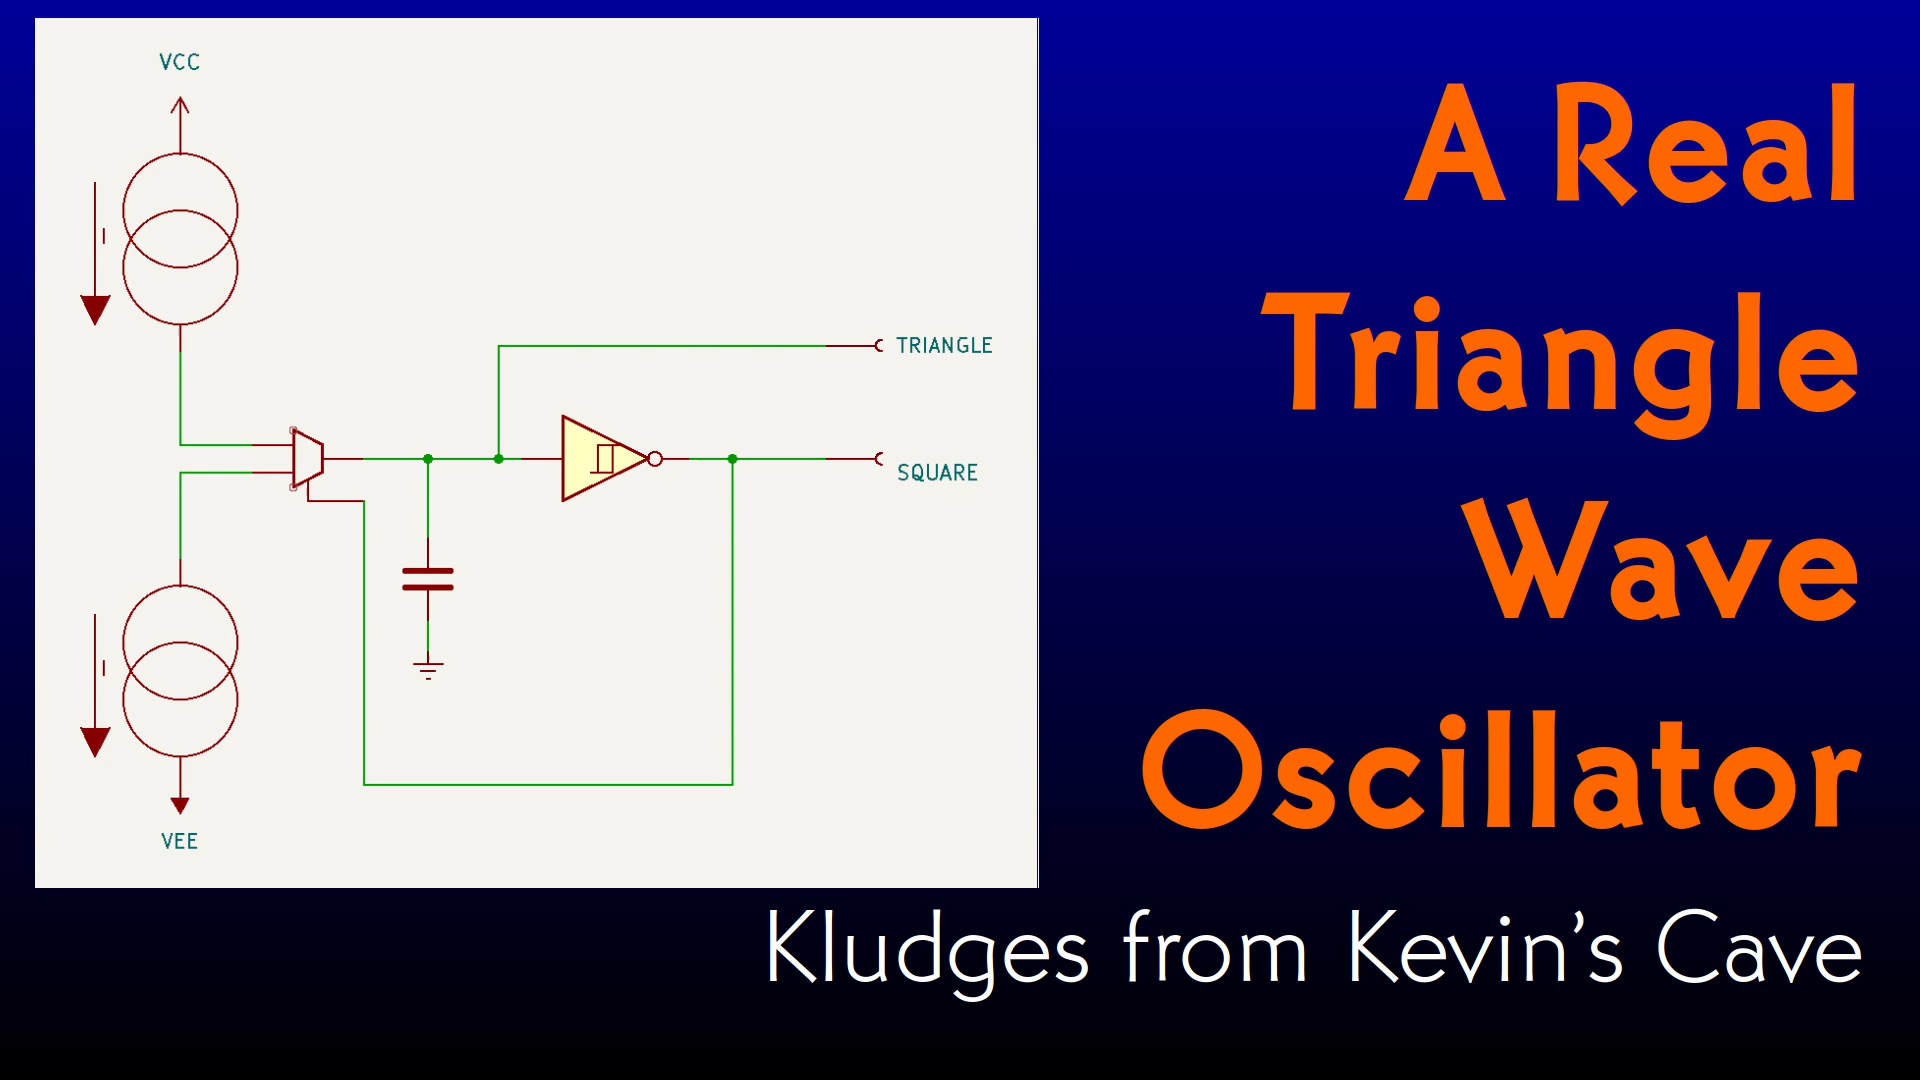 VCC
I
TRIANGLE
SQUARE
I
VEE
A Real
Triangle
Wave
Oscillator
Kludges from Kevin’s Cave